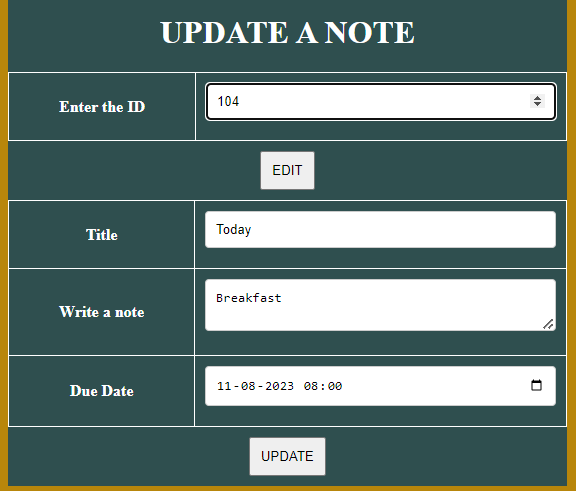 UPDATE A NOTE
Enter the ID
104
EDIT
Title
Today
Write a note
Breakfast
Due Date
11-08-2023 08:00
UPDATE